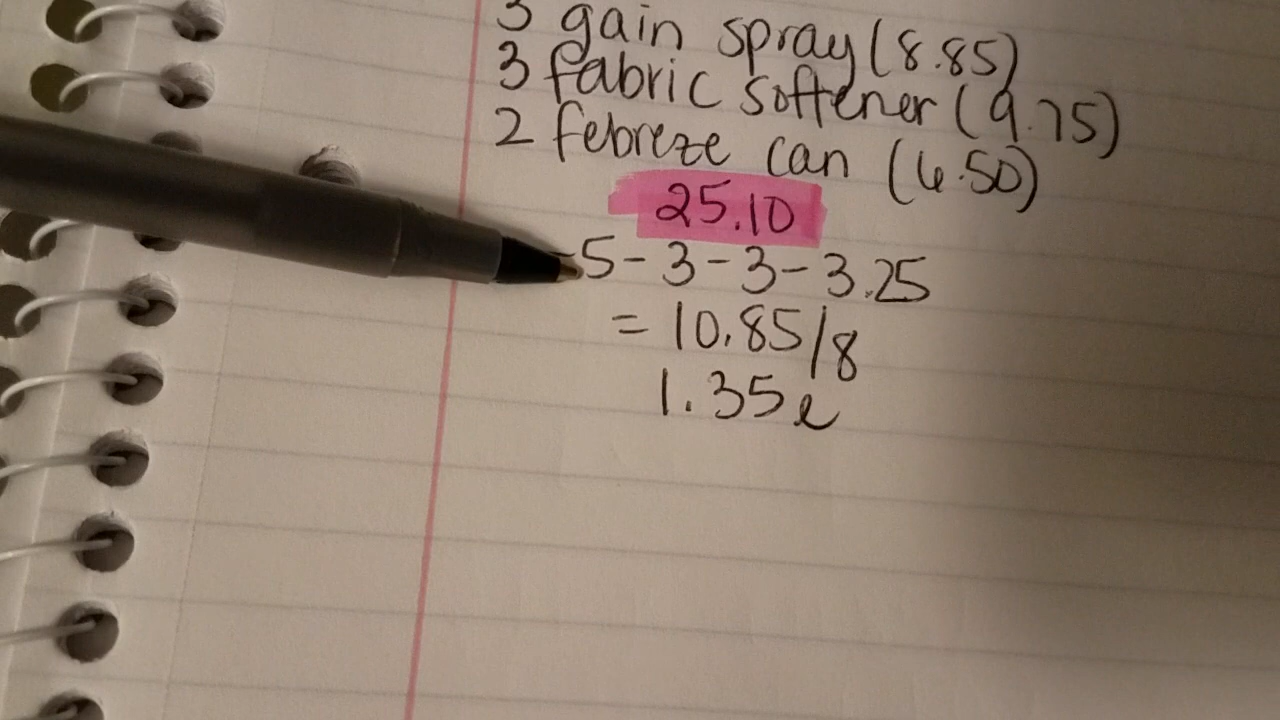 3 gain spray (8.85)
3 fabric softener (9.75)
2 febreze can (6.50)
25.10
-5-3-3-3.25
= 10.85/8
1.35e